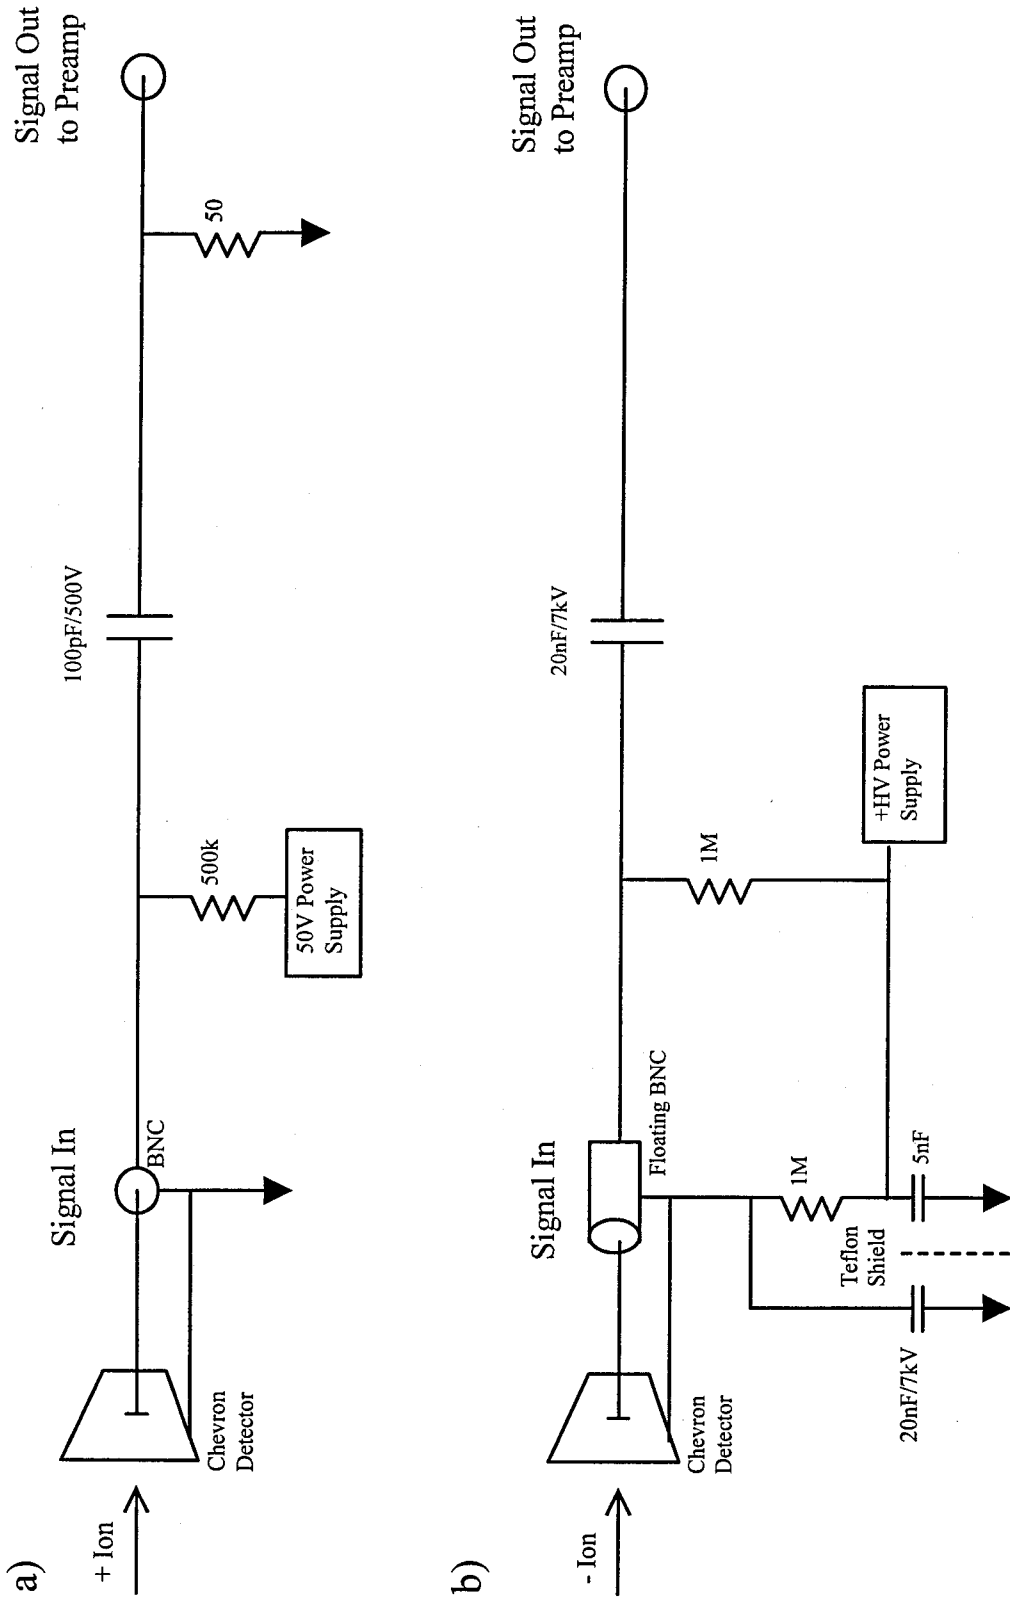 a)
+ Ion
Chevron
Detector
Signal In
BNC
500k
50V Power
Supply
100pF/500V
50
Signal Out
to Preamp
b)
- Ion
Chevron
Detector
Signal In
Floating BNC
20nF/7kV
Teflon
Shield
1M
5nF
1M
+HV Power
Supply
20nF/7kV
Signal Out
to Preamp